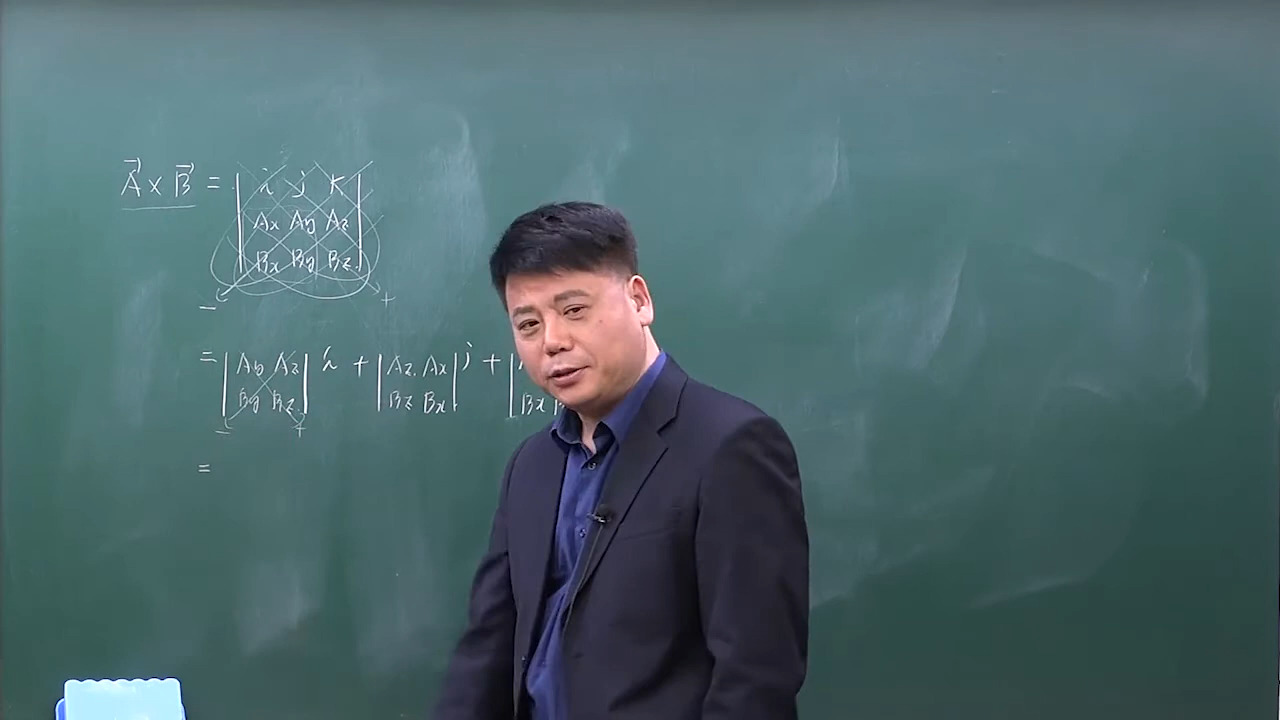 A⃗ × B⃗ = | i j k |
| Ax Ay Az |
| Bx By Bz |
− +
= | Ay Az | i + | Az Ax | j + |
| By Bz | | Bz Bx | | Bx
− +
=